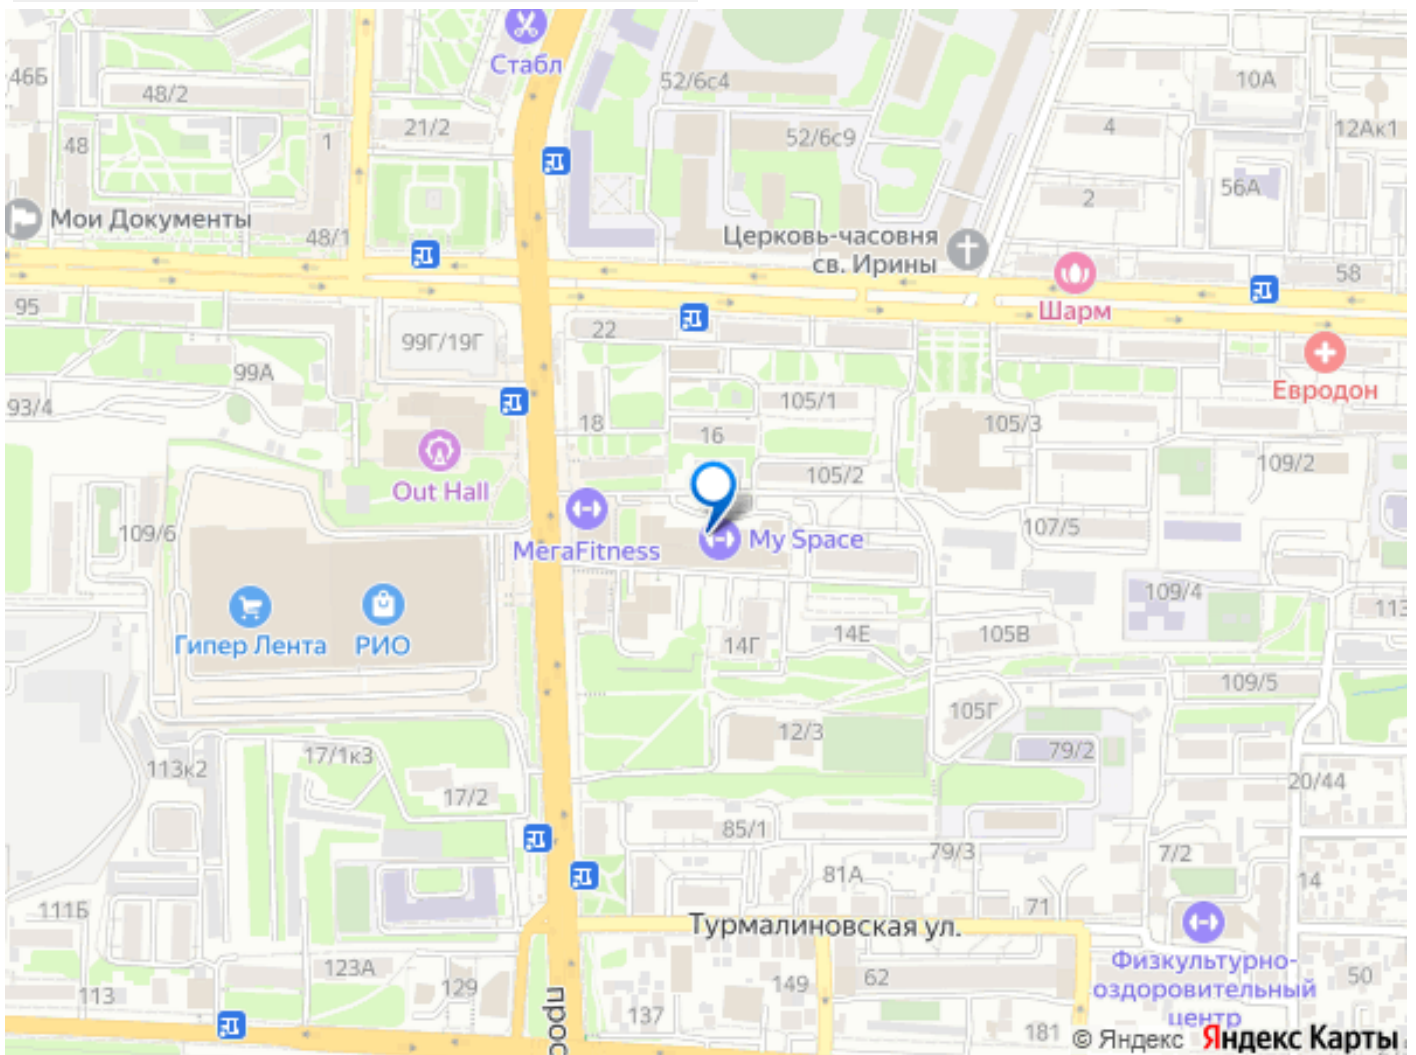 Стабл
46Б
48/2
52/6с4
10А
21/2
4
12Ак1
48
1
52/6с9
56А
2
Мои Документы
48/1
Церковь-часовня
св. Ирины
58
Шарм
95
22
99Г/19Г
99А
Евродон
93/4
105/1
18
16
105/3
105/2
109/2
Out Hall
109/6
МегаFitness
My Space
107/5
109/4
113
Гипер Лента
РИО
14Г
14Е
105В
109/5
105Г
12/3
79/2
17/1к3
113к2
17/2
20/44
85/1
79/3
7/2
81А
14
111Б
71
Турмалиновская ул.
123А
129
149
62
Физкультурно-
оздоровительный
центр
50
113
прос
137
181
© Яндекс Яндекс Карты